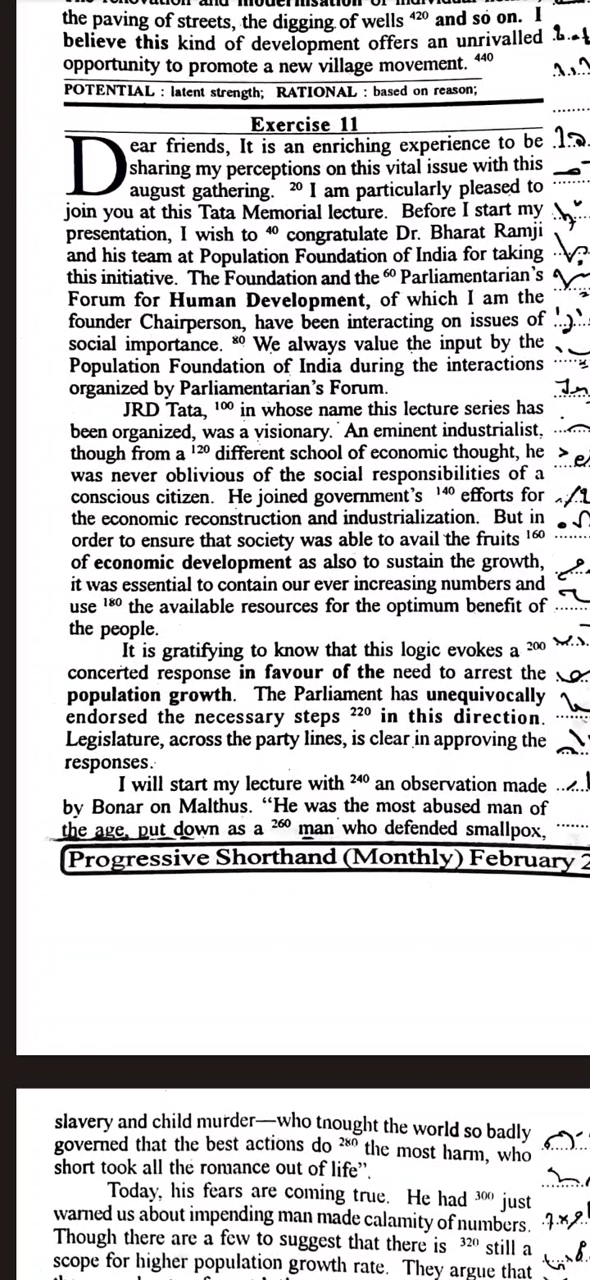 the paving of streets, the digging of wells 420 and so on. I
believe this kind of development offers an unrivalled
opportunity to promote a new village movement. 440
POTENTIAL : latent strength; RATIONAL : based on reason;
Exercise 11
Dear friends, It is an enriching experience to be
sharing my perceptions on this vital issue with this
august gathering. 20 I am particularly pleased to
join you at this Tata Memorial lecture. Before I start my
presentation, I wish to 40 congratulate Dr. Bharat Ramji
and his team at Population Foundation of India for taking
this initiative. The Foundation and the 60 Parliamentarian's
Forum for Human Development, of which I am the
founder Chairperson, have been interacting on issues of
social importance. 80 We always value the input by the
Population Foundation of India during the interactions
organized by Parliamentarian's Forum.
JRD Tata, 100 in whose name this lecture series has
been organized, was a visionary. An eminent industrialist,
though from a 120 different school of economic thought, he
was never oblivious of the social responsibilities of a
conscious citizen. He joined government's 140 efforts for
the economic reconstruction and industrialization. But in
order to ensure that society was able to avail the fruits 160
of economic development as also to sustain the growth,
it was essential to contain our ever increasing numbers and
use 180 the available resources for the optimum benefit of
the people.
It is gratifying to know that this logic evokes a 200
concerted response in favour of the need to arrest the
population growth. The Parliament has unequivocally
endorsed the necessary steps 220 in this direction.
Legislature, across the party lines, is clear in approving the
responses.
I will start my lecture with 240 an observation made
by Bonar on Malthus. "He was the most abused man of
the age, put down as a 260 man who defended smallpox,
Progressive Shorthand (Monthly) February 2
slavery and child murder—who tnought the world so badly
governed that the best actions do 280 the most harm, who
short took all the romance out of life".
Today, his fears are coming true. He had 300 just
warned us about impending man made calamity of numbers.
Though there are a few to suggest that there is 320 still a
scope for higher population growth rate. They argue that